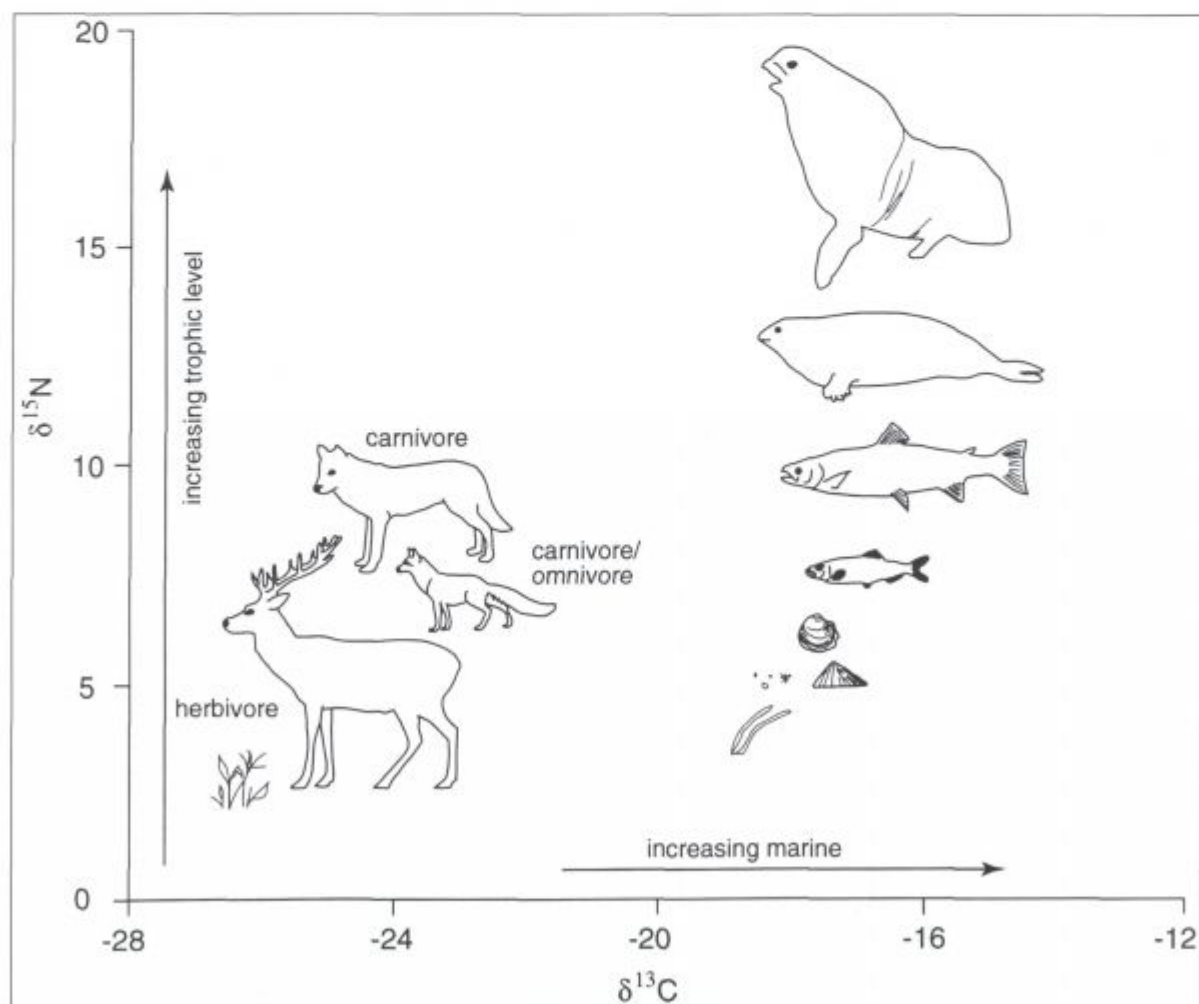 20
15
10
5
0
δ15N
increasing trophic level
carnivore
carnivore/
omnivore
herbivore
increasing marine
-28
-24
-20
-16
-12
δ13C